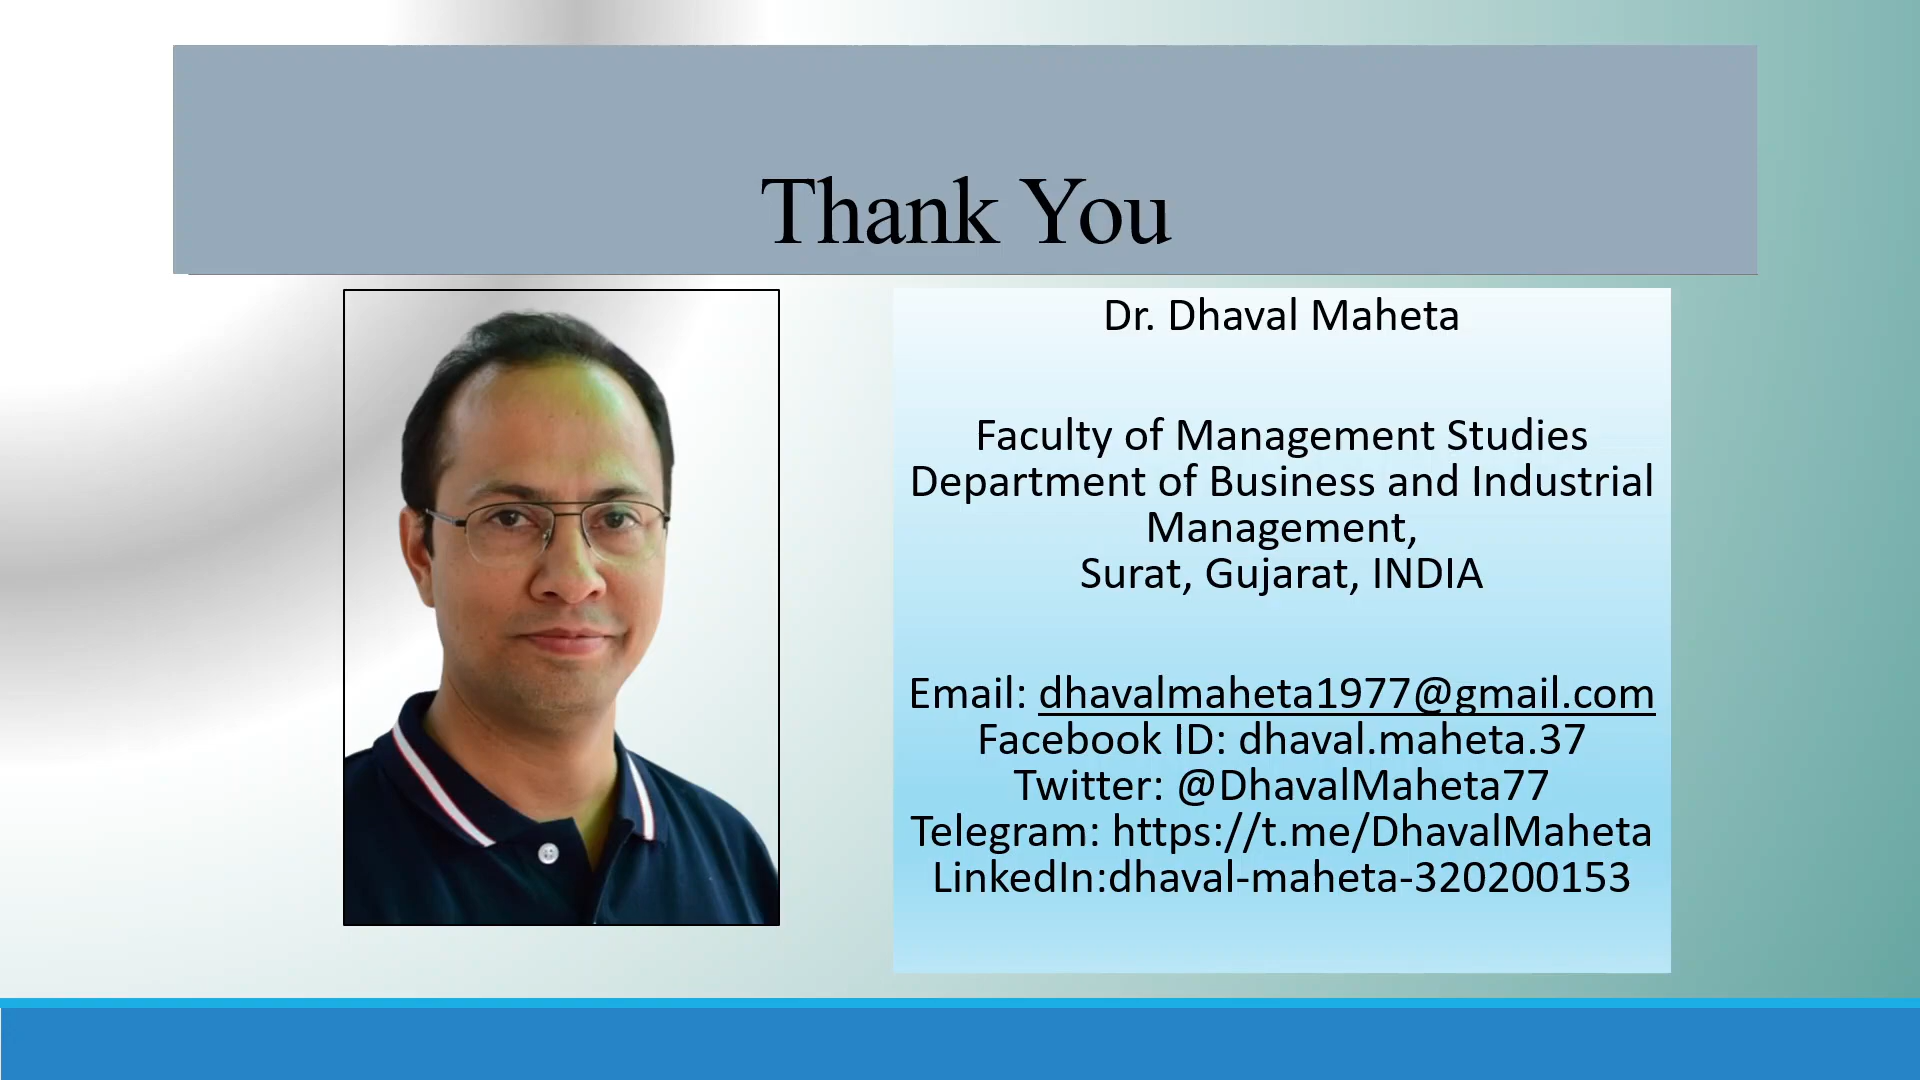 Thank You
Dr. Dhaval Maheta
Faculty of Management Studies
Department of Business and Industrial
Management,
Surat, Gujarat, INDIA
Email: dhavalmaheta1977@gmail.com
Facebook ID: dhaval.maheta.37
Twitter: @DhavalMaheta77
Telegram: https://t.me/DhavalMaheta
LinkedIn:dhaval-maheta-320200153